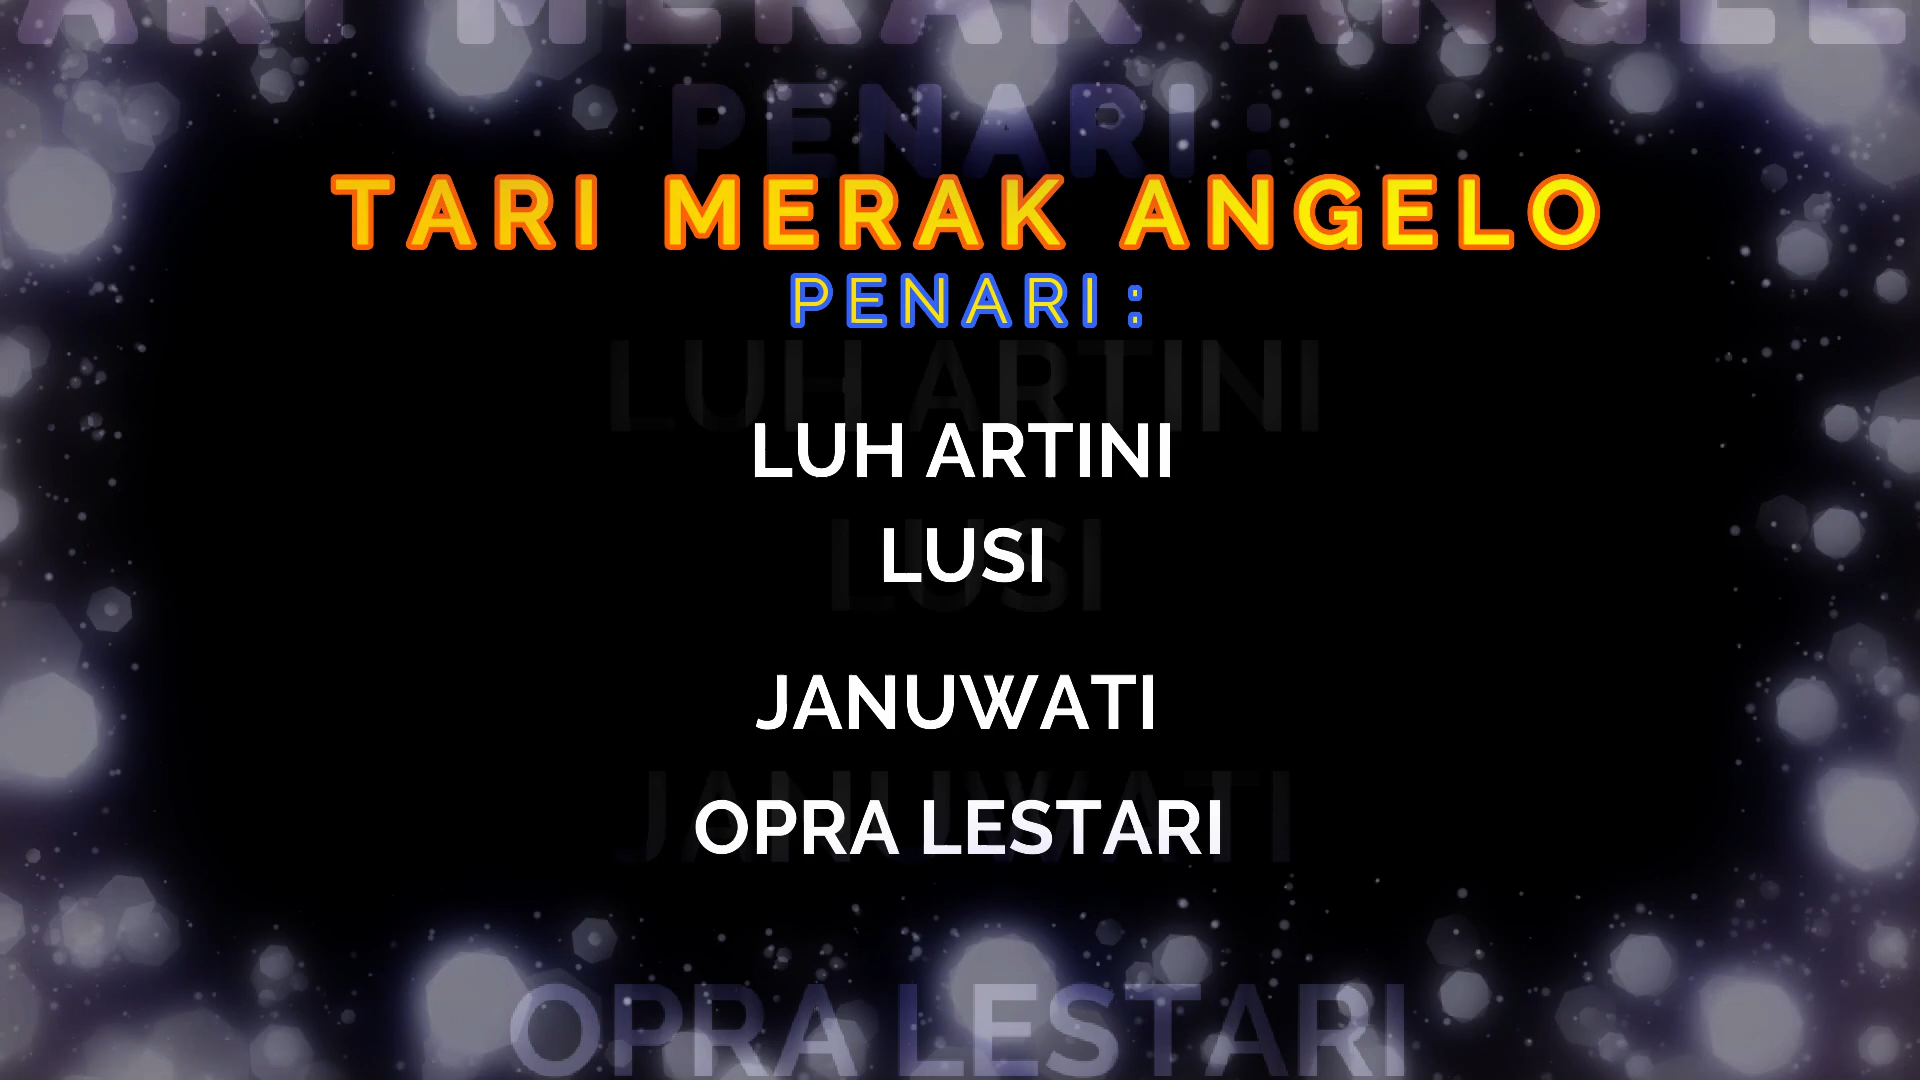 TARI MERAK ANGELO
PENARI :
LUH ARTINI
LUSI
JANUWATI
OPRA LESTARI